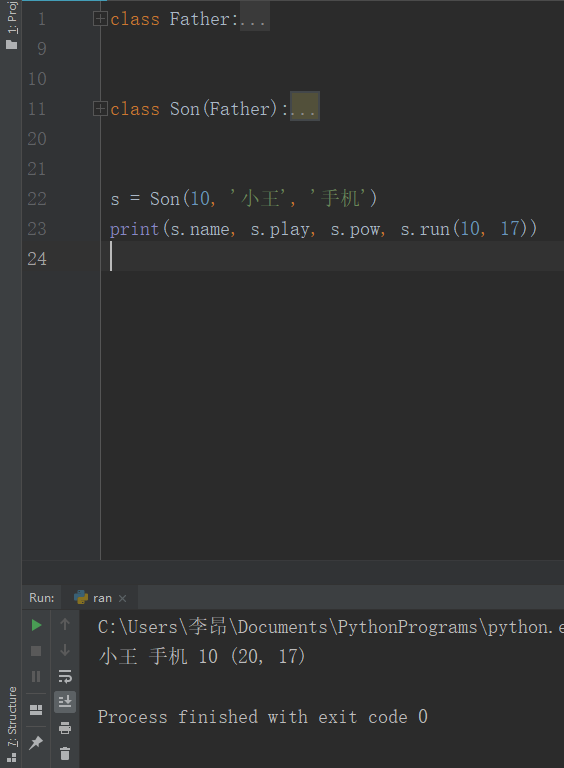 1: Proj
1 class Father:...
9
10
11 class Son(Father):...
20
21
22 s = Son(10, '小王', '手机')
23 print(s.name, s.play, s.pow, s.run(10, 17))
24
Run: ran
C:\Users\李昂\Documents\PythonPrograms\python.e
小王 手机 10 (20, 17)
Process finished with exit code 0
7: Structure